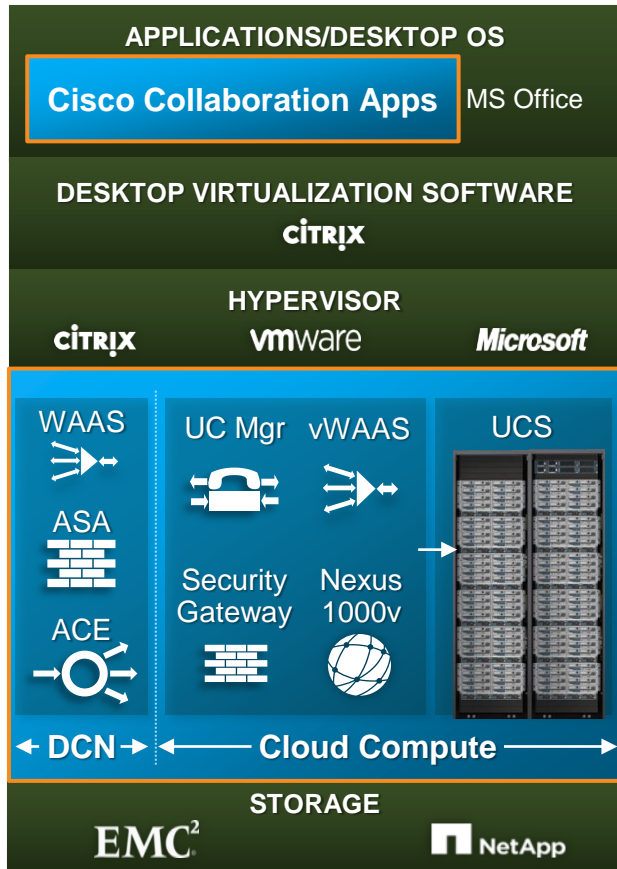 APPLICATIONS/DESKTOP OS
Cisco Collaboration Apps MS Office
DESKTOP VIRTUALIZATION SOFTWARE
CiTRIX
HYPERVISOR
CiTRIX vmware Microsoft
WAAS
ASA
ACE
UC Mgr vWAAS
Security Gateway
Nexus 1000v
UCS
DCN
Cloud Compute
STORAGE
EMC²
NetApp